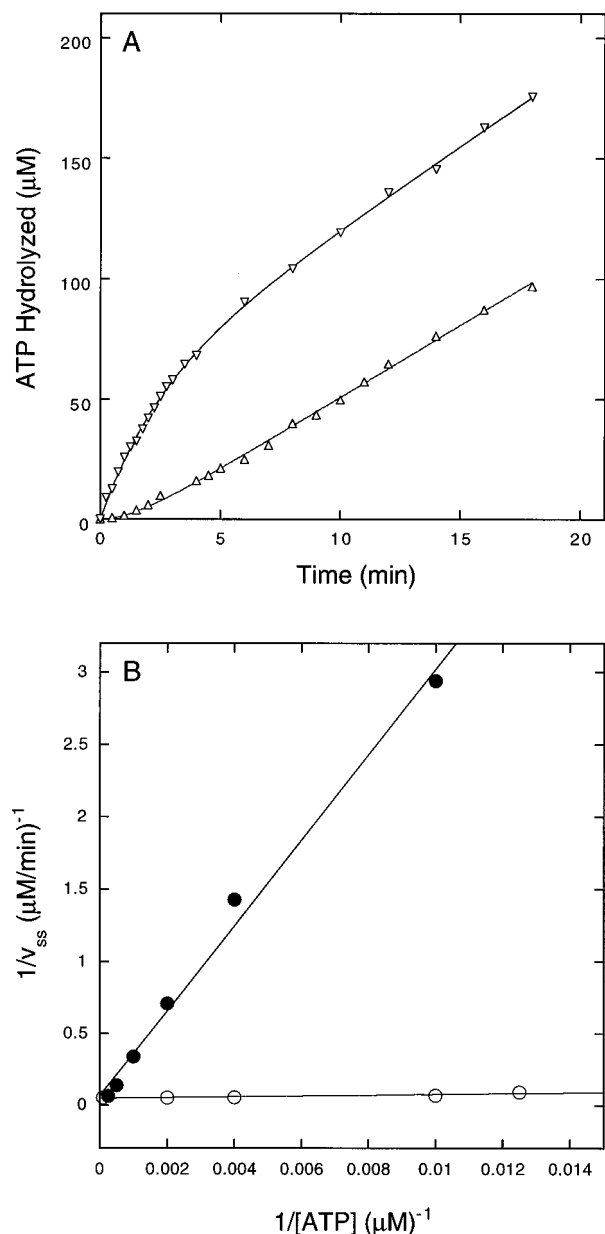 A
200
150
100
50
0
ATP Hydrolyzed (μM)
0 5 10 15 20
Time (min)
B
3
2.5
2
1.5
1
0.5
0
1/v_ss (μM/min)⁻¹
0 0.002 0.004 0.006 0.008 0.01 0.012 0.014
1/[ATP] (μM)⁻¹